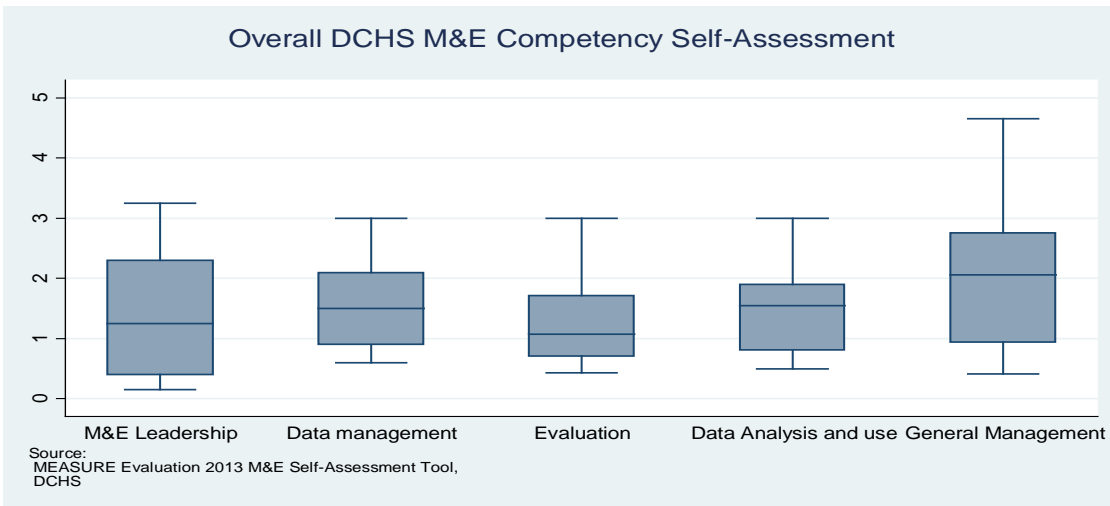 Overall DCHS M&E Competency Self-Assessment
5
4
3
2
1
0
M&E Leadership
Data management
Evaluation
Data Analysis and use
General Management
Source:
MEASURE Evaluation 2013 M&E Self-Assessment Tool,
DCHS